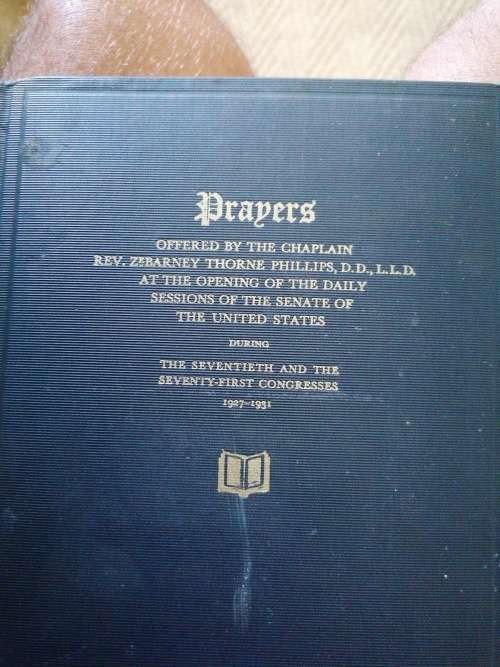 Prayers
OFFERED BY THE CHAPLAIN
REV. ZEBARNEY THORNE PHILLIPS, D.D., L.L.D.
AT THE OPENING OF THE DAILY
SESSIONS OF THE SENATE OF
THE UNITED STATES
DURING
THE SEVENTIETH AND THE
SEVENTY-FIRST CONGRESSES
1927-1931